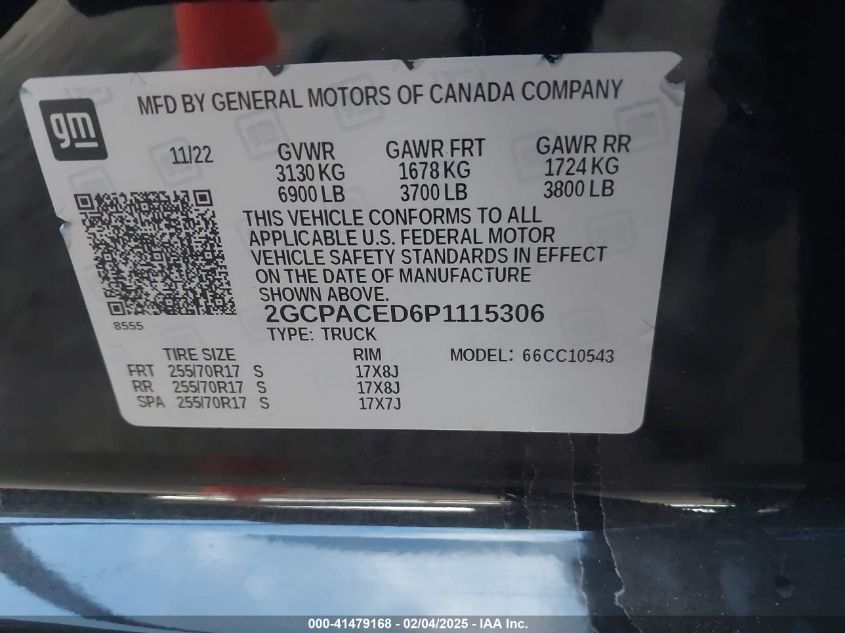 gm
MFD BY GENERAL MOTORS OF CANADA COMPANY
11/22 GVWR GAWR FRT GAWR RR
3130 KG 1678 KG 1724 KG
6900 LB 3700 LB 3800 LB
THIS VEHICLE CONFORMS TO ALL
APPLICABLE U.S. FEDERAL MOTOR
VEHICLE SAFETY STANDARDS IN EFFECT
ON THE DATE OF MANUFACTURE
SHOWN ABOVE.
2GCPACED6P1115306
8555
TYPE: TRUCK
TIRE SIZE RIM MODEL: 66CC10543
FRT 255/70R17 S 17X8J
RR 255/70R17 S 17X8J
SPA 255/70R17 S 17X7J
000-41479168 - 02/04/2025 - IAA Inc.